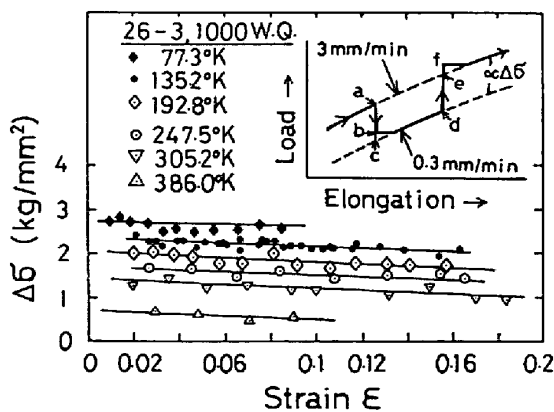 26-3, 1000 W.Q.
77.3°K
135.2°K
192.8°K
247.5°K
305.2°K
386.0°K
3mm/min
a
b
c
d
e
f
∝Δσ
0.3mm/min
Load →
Elongation →
Δσ (kg/mm²)
4
3
2
1
0
0 0.04 0.06 0.1 0.12 0.16 0.2
Strain ε